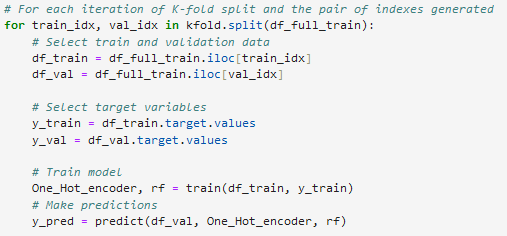 # For each iteration of K-fold split and the pair of indexes generated
for train_idx, val_idx in kfold.split(df_full_train):
    # Select train and validation data
    df_train = df_full_train.iloc[train_idx]
    df_val = df_full_train.iloc[val_idx]

    # Select target variables
    y_train = df_train.target.values
    y_val = df_val.target.values

    # Train model
    One_Hot_encoder, rf = train(df_train, y_train)
    # Make predictions
    y_pred = predict(df_val, One_Hot_encoder, rf)